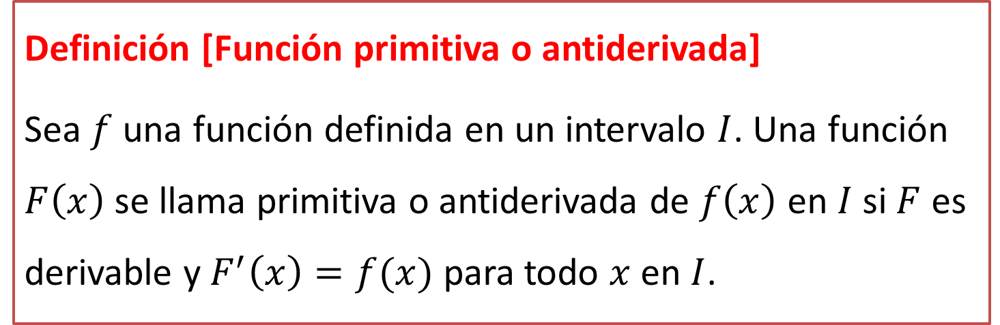 Definición [Función primitiva o antiderivada]
Sea 𝑓 una función definida en un intervalo 𝐼. Una función
𝐹(𝑥) se llama primitiva o antiderivada de 𝑓(𝑥) en 𝐼 si 𝐹 es
derivable y 𝐹′(𝑥) = 𝑓(𝑥) para todo 𝑥 en 𝐼.